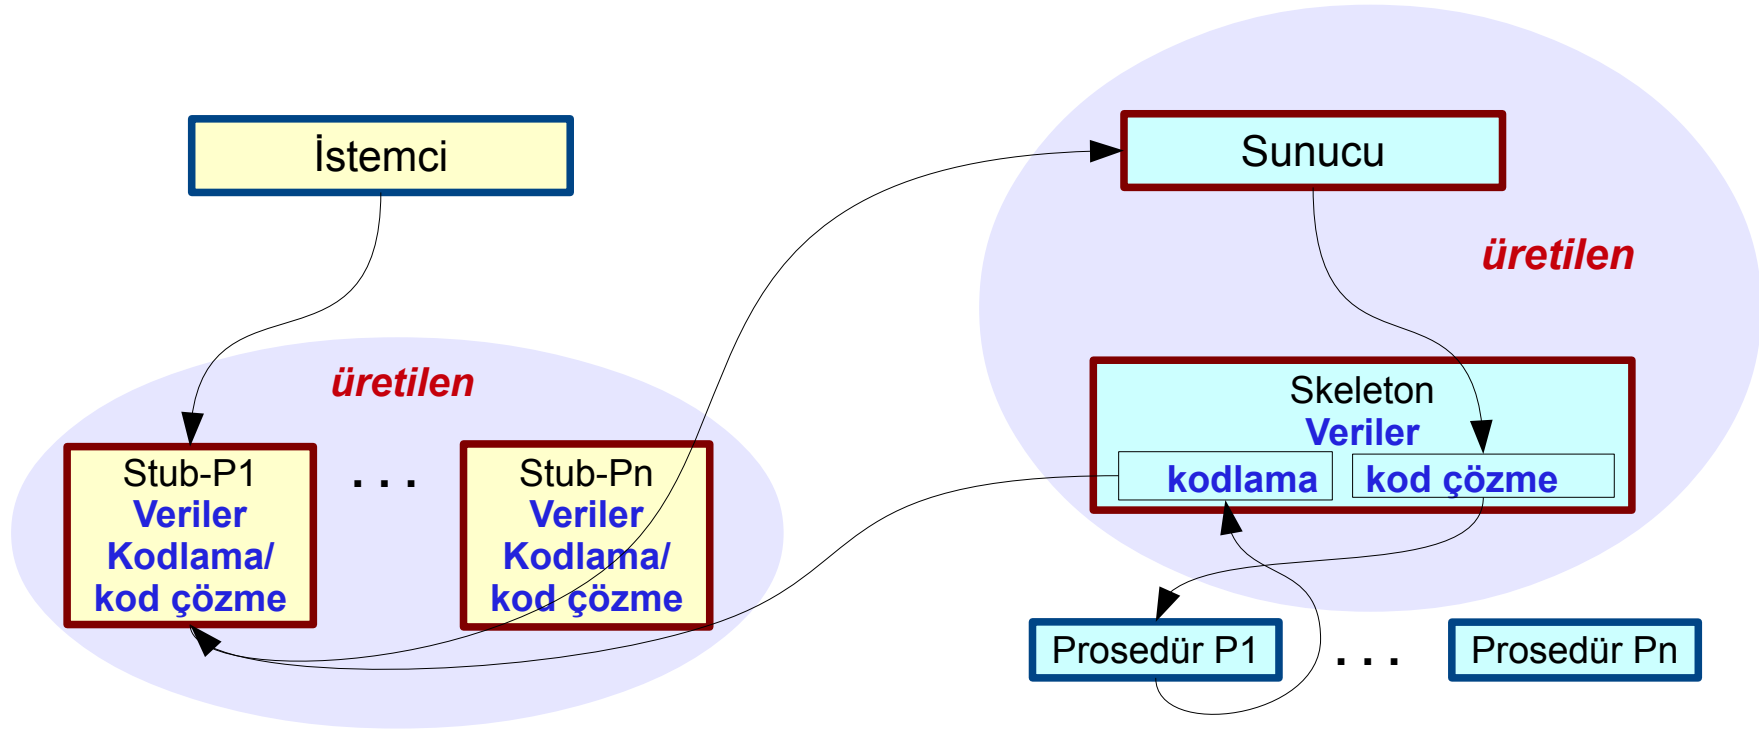 İstemci
üretilen
Stub-P1
Veriler
Kodlama/
kod çözme
. . .
Stub-Pn
Veriler
Kodlama/
kod çözme
Sunucu
üretilen
Skeleton
Veriler
kodlama
kod çözme
Prosedür P1
. . .
Prosedür Pn